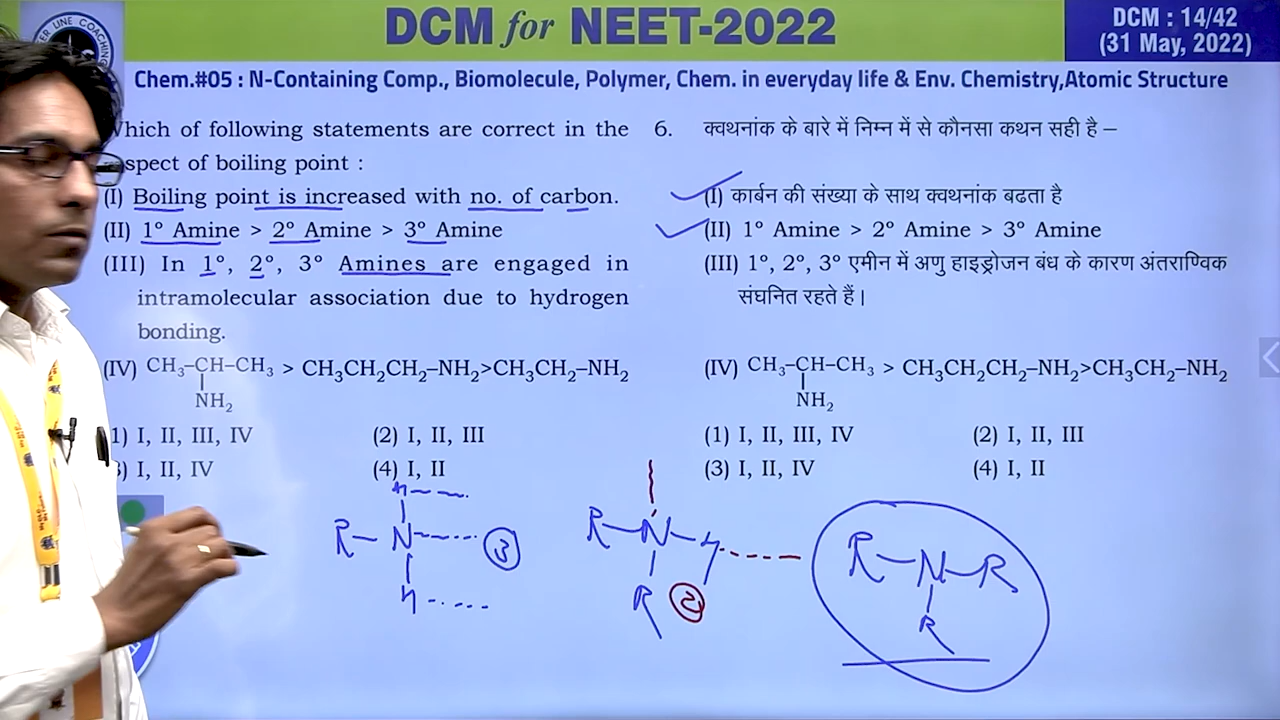 DCM for NEET-2022
DCM : 14/42
(31 May, 2022)
Chem.#05 : N-Containing Comp., Biomolecule, Polymer, Chem. in everyday life & Env. Chemistry,Atomic Structure
Which of following statements are correct in the
spect of boiling point :
(I) Boiling point is increased with no. of carbon.
(II) 1° Amine > 2° Amine > 3° Amine
(III) In 1°, 2°, 3° Amines are engaged in
intramolecular association due to hydrogen
bonding.
(IV) CH₃–CH–CH₃ > CH₃CH₂CH₂–NH₂>CH₃CH₂–NH₂
NH₂
1) I, II, III, IV (2) I, II, III
) I, II, IV (4) I, II
6. क्वथनांक के बारे में निम्न में से कौनसा कथन सही है –
(I) कार्बन की संख्या के साथ क्वथनांक बढता है
(II) 1° Amine > 2° Amine > 3° Amine
(III) 1°, 2°, 3° एमीन में अणु हाइड्रोजन बंध के कारण अंतराण्विक
संघनित रहते हैं।
(IV) CH₃–CH–CH₃ > CH₃CH₂CH₂–NH₂>CH₃CH₂–NH₂
NH₂
(1) I, II, III, IV (2) I, II, III
(3) I, II, IV (4) I, II
H
R–N 3
H
R–N–H
R 2
R–N–R
R